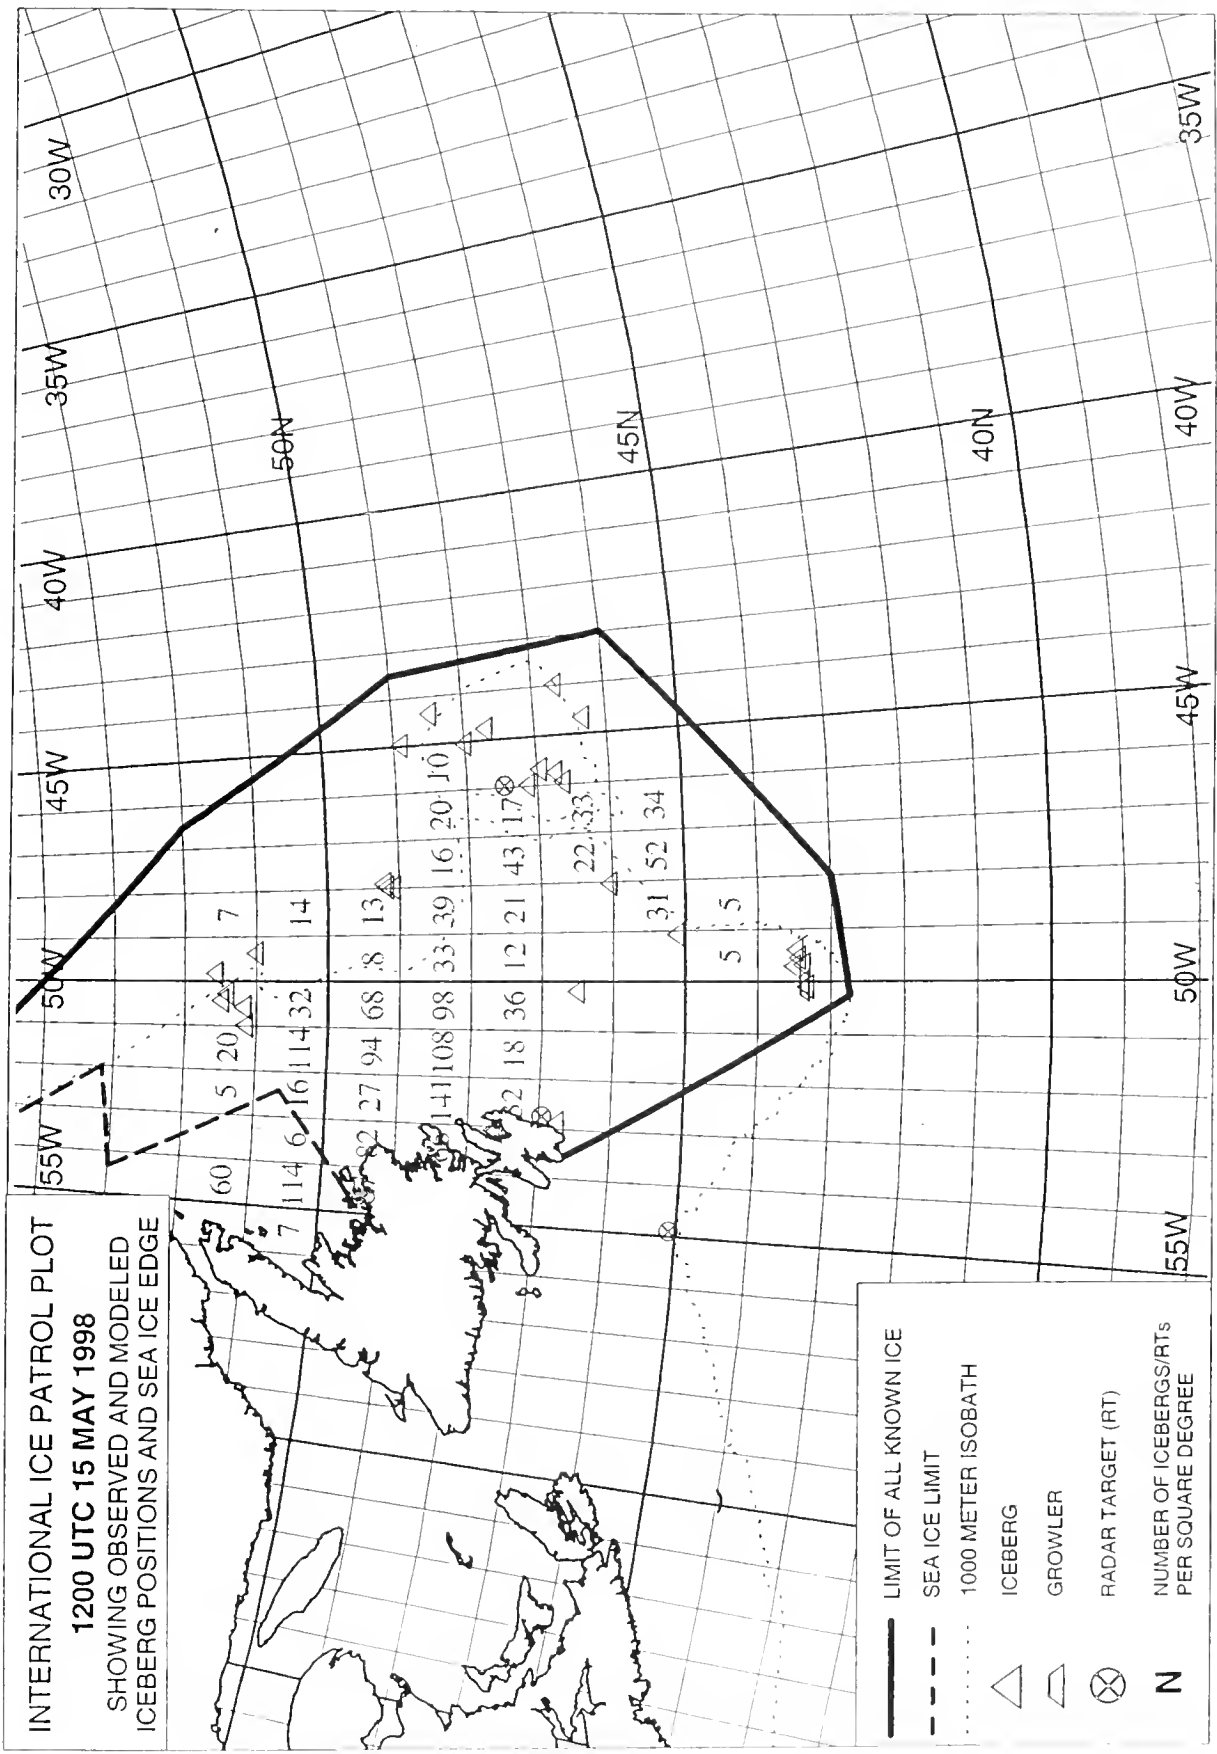 INTERNATIONAL ICE PATROL PLOT
1200 UTC 15 MAY 1998
SHOWING OBSERVED AND MODELED
ICEBERG POSITIONS AND SEA ICE EDGE
55W 50W 45W 40W 35W 30W
60 5 20 7
50N
7 114 6 16 114 32 14
82 27 94 68 8 13
141 108 98 33 39 16 20 10
32 18 36 12 21 43 17
22 33
45N
31 52 34
5 5
40N
55W 50W 45W 40W 35W
LIMIT OF ALL KNOWN ICE
SEA ICE LIMIT
1000 METER ISOBATH
ICEBERG
GROWLER
RADAR TARGET (RT)
N NUMBER OF ICEBERGS/RTs
PER SQUARE DEGREE